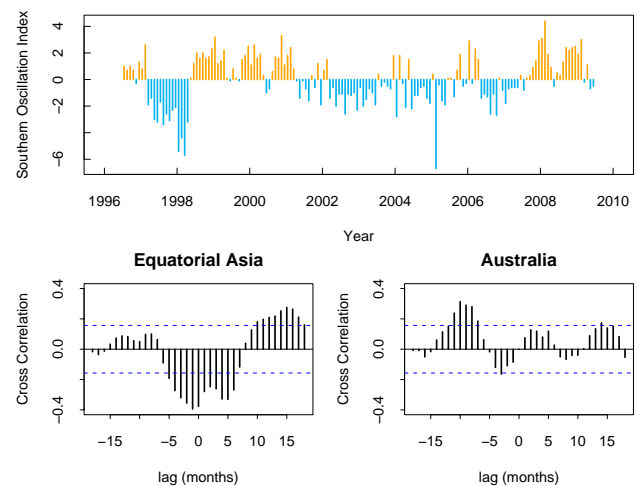 Southern Oscillation Index
4
2
0
−2
−6
1996 1998 2000 2002 2004 2006 2008 2010
Year
Equatorial Asia
Cross Correlation
0.4
0.0
−0.4
−15 −5 0 5 10 15
lag (months)
Australia
Cross Correlation
0.4
0.0
−0.4
−15 −5 0 5 10 15
lag (months)